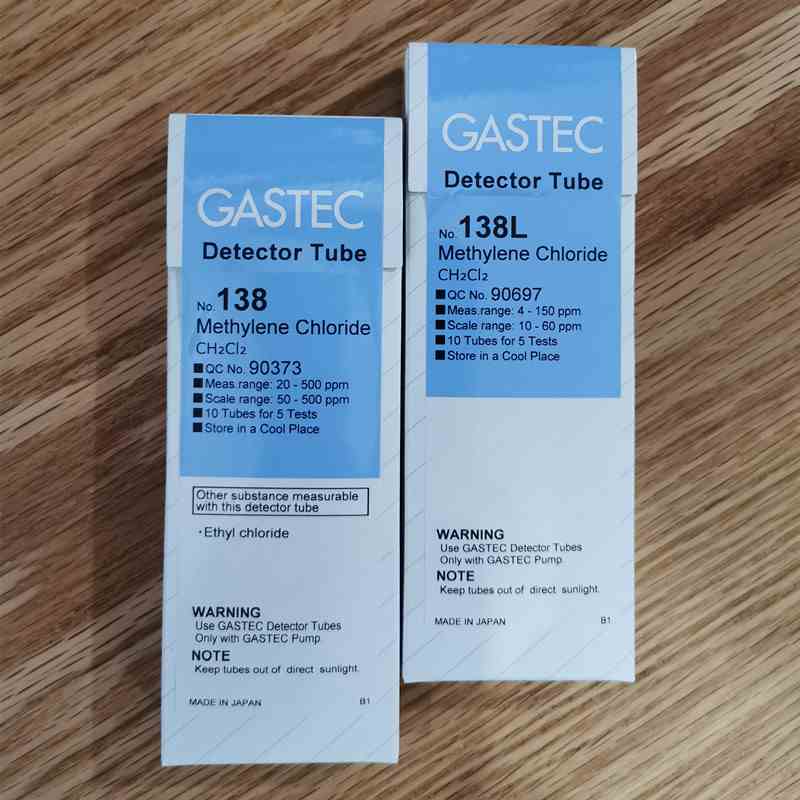 GASTEC
Detector Tube
No. 138
Methylene Chloride
CH₂Cl₂
■QC No. 90373
■Meas.range: 20 - 500 ppm
■Scale range: 50 - 500 ppm
■10 Tubes for 5 Tests
■Store in a Cool Place
Other substance measurable
with this detector tube
・Ethyl chloride
WARNING
Use GASTEC Detector Tubes
Only with GASTEC Pump.
NOTE
Keep tubes out of direct sunlight.
MADE IN JAPAN B1
GASTEC
Detector Tube
No. 138L
Methylene Chloride
CH₂Cl₂
■QC No. 90697
■Meas.range: 4 - 150 ppm
■Scale range: 10 - 60 ppm
■10 Tubes for 5 Tests
■Store in a Cool Place
WARNING
Use GASTEC Detector Tubes
Only with GASTEC Pump.
NOTE
Keep tubes out of direct sunlight.
MADE IN JAPAN B1